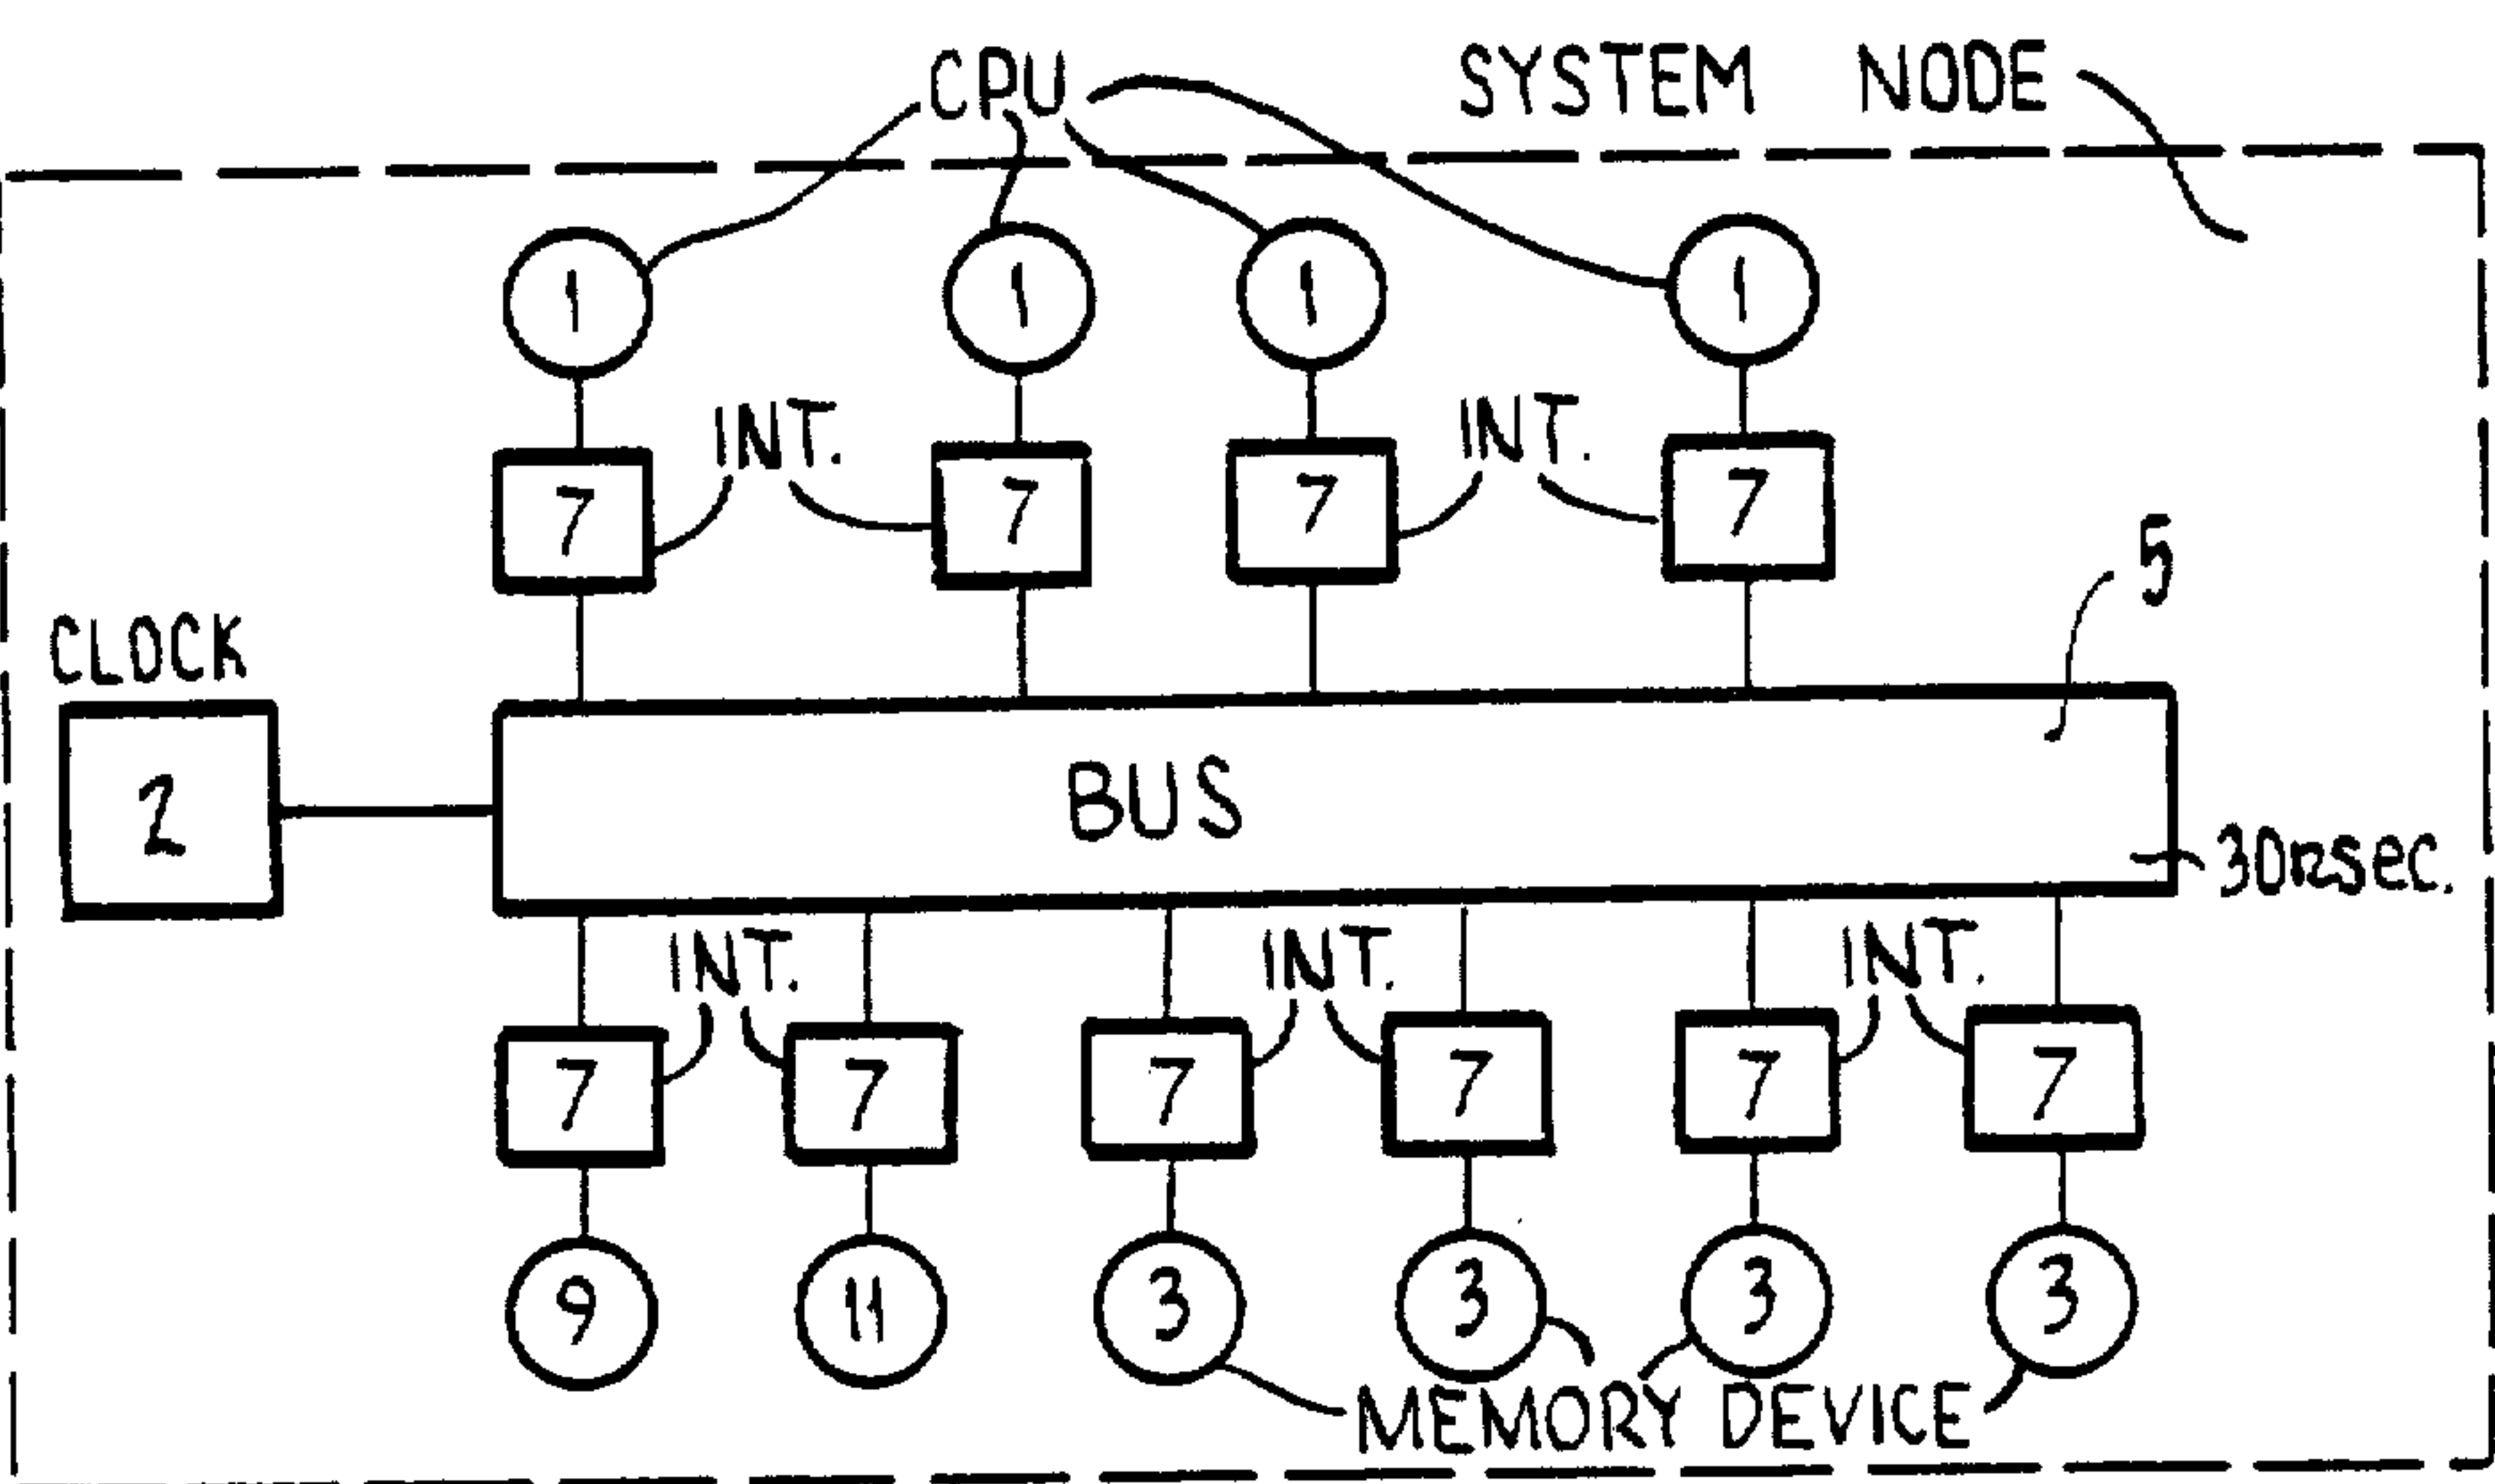 CPU SYSTEM NODE
1 1 1 1
INT. INT.
7 7 7 7
5
CLOCK
2 BUS
30nsec.
INT. INT. INT.
7 7 7 7 7 7
9 11 3 3 3 3
MEMORY DEVICE